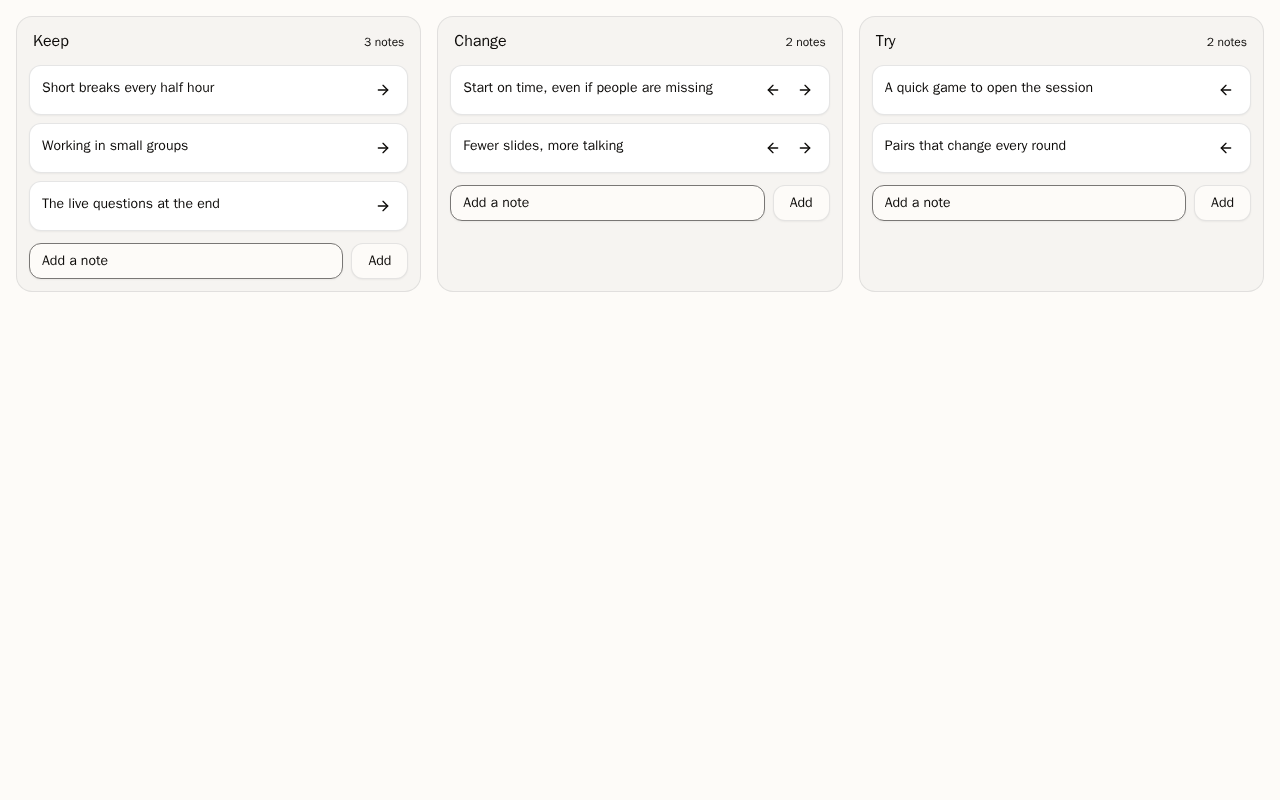 Keep
3 notes
Short breaks every half hour
Working in small groups
The live questions at the end
Add a note
Add
Change
2 notes
Start on time, even if people are missing
Fewer slides, more talking
Add a note
Add
Try
2 notes
A quick game to open the session
Pairs that change every round
Add a note
Add